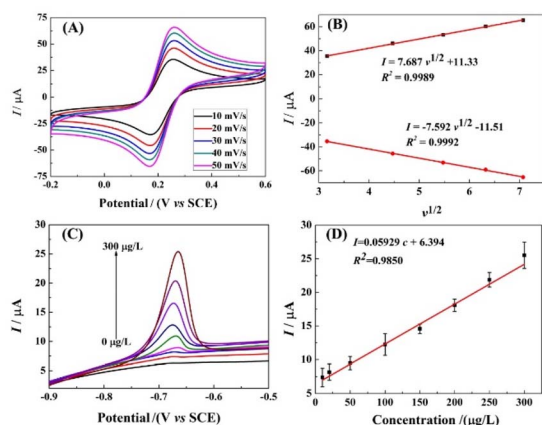 (A)
I / μA
75
50
25
0
-25
-50
-75
10 mV/s
20 mV/s
30 mV/s
40 mV/s
50 mV/s
-0.2
0.0
0.2
0.4
0.6
Potential / (V vs SCE)
(B)
I / μA
60
40
20
0
-20
-40
-60
I = 7.687 v1/2 +11.33
R2 = 0.9989
I = -7.592 v1/2 -11.51
R2 = 0.9992
3
4
5
6
7
v1/2
(C)
I / μA
25
20
15
10
5
300 μg/L
0 μg/L
-0.9
-0.8
-0.7
-0.6
-0.5
Potential /(V vs SCE)
(D)
I / μA
40
35
30
25
20
15
10
5
I=0.05929 c + 6.394
R2=0.9850
0
50
100
150
200
250
300
Concentration /(μg/L)